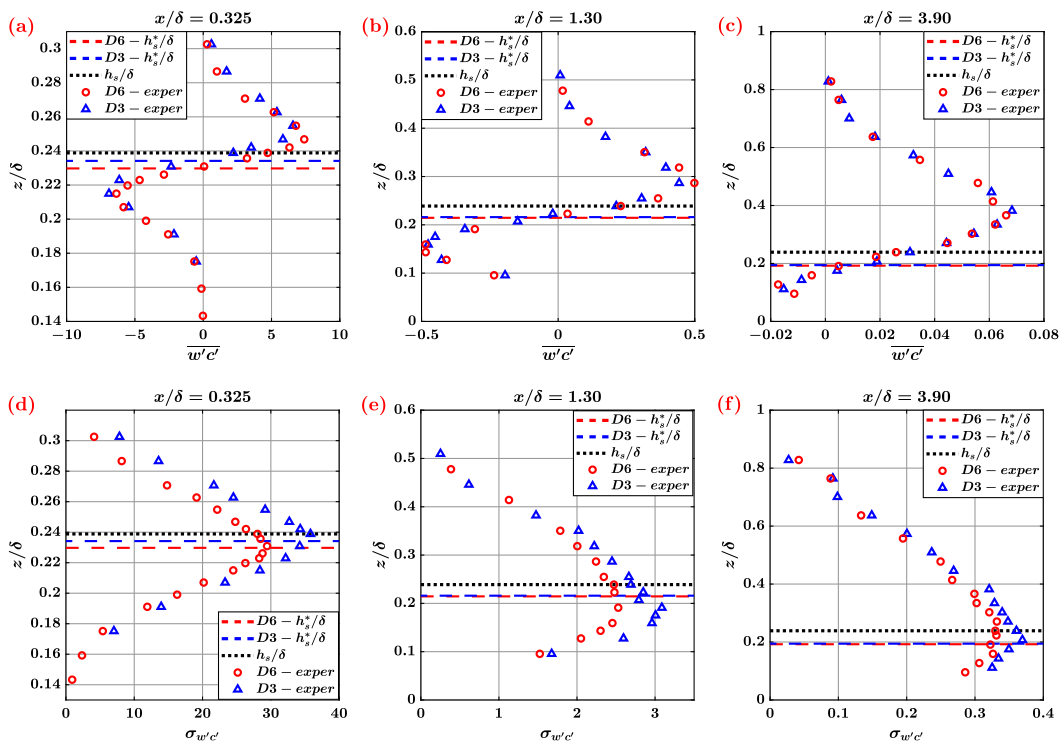 (a)
x/δ = 0.325
0.3
0.28
0.26
0.24
0.22
0.2
0.18
0.16
0.14
z/δ
−10
−5
0
5
10
w′c′
D6 − h*s/δ
D3 − h*s/δ
hs/δ
D6 − exper
D3 − exper
(b)
x/δ = 1.30
0.6
0.5
0.4
0.3
0.2
0.1
0
z/δ
−0.5
0
0.5
w′c′
D6 − h*s/δ
D3 − h*s/δ
hs/δ
D6 − exper
D3 − exper
(c)
x/δ = 3.90
1
0.8
0.6
0.4
0.2
0
z/δ
−0.02
0
0.02
0.04
0.06
0.08
w′c′
D6 − h*s/δ
D3 − h*s/δ
hs/δ
D6 − exper
D3 − exper
(d)
x/δ = 0.325
0.3
0.28
0.26
0.24
0.22
0.2
0.18
0.16
0.14
z/δ
0
10
20
30
40
σw′c′
D6 − h*s/δ
D3 − h*s/δ
hs/δ
D6 − exper
D3 − exper
(e)
x/δ = 1.30
0.6
0.5
0.4
0.3
0.2
0.1
0
z/δ
0
1
2
3
σw′c′
D6 − h*s/δ
D3 − h*s/δ
hs/δ
D6 − exper
D3 − exper
(f)
x/δ = 3.90
1
0.8
0.6
0.4
0.2
0
z/δ
0
0.1
0.2
0.3
0.4
σw′c′
D6 − h*s/δ
D3 − h*s/δ
hs/δ
D6 − exper
D3 − exper